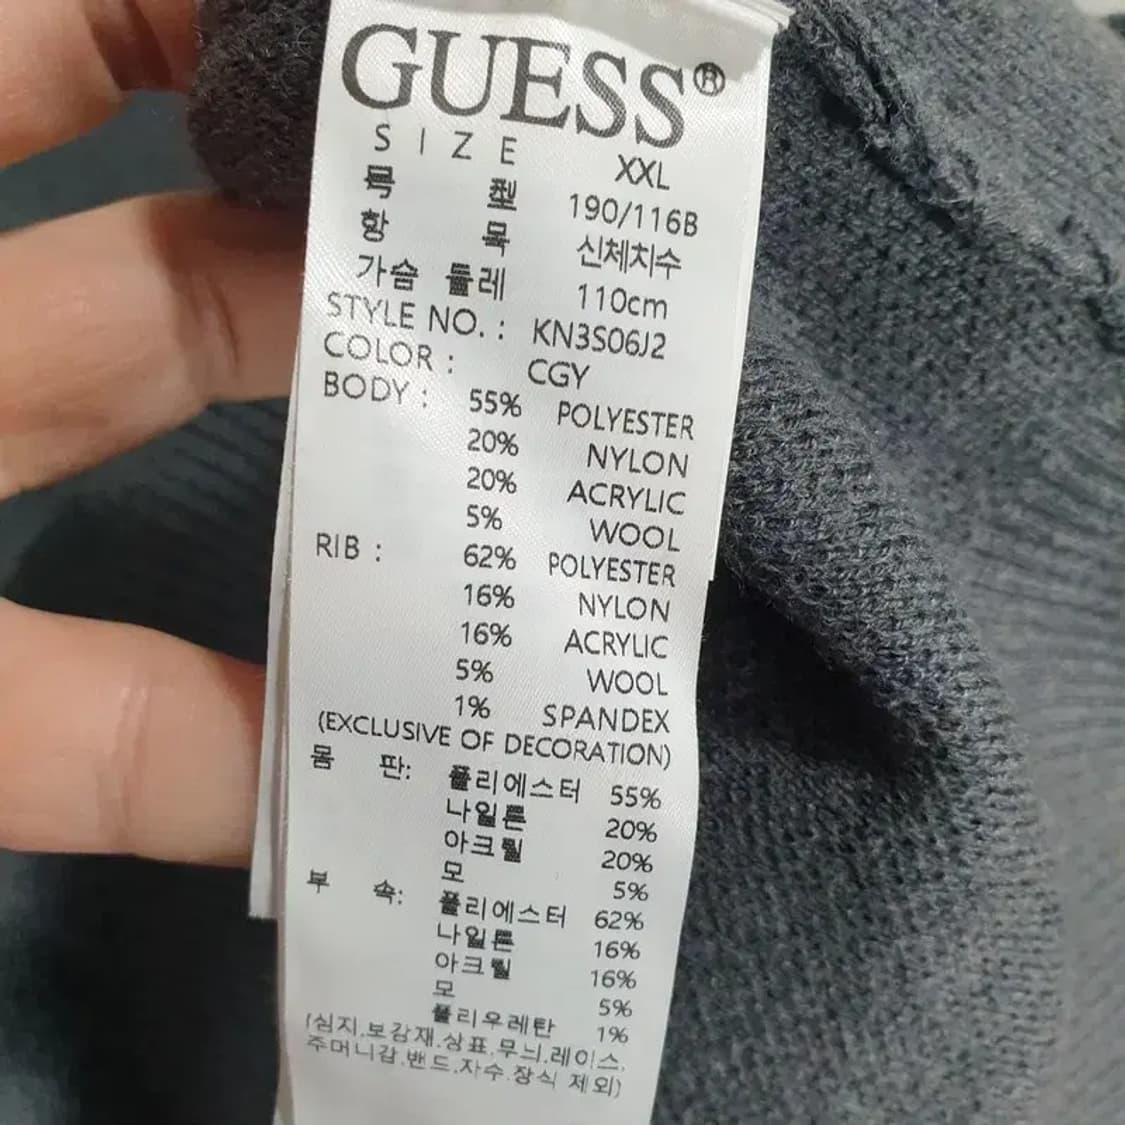 GUESS®
SIZE XXL
목 型 190/116B
항 목 신체치수
가슴 둘레 110cm
STYLE NO. : KN3S06J2
COLOR : CGY
BODY : 55% POLYESTER
20% NYLON
20% ACRYLIC
5% WOOL
RIB : 62% POLYESTER
16% NYLON
16% ACRYLIC
5% WOOL
1% SPANDEX
(EXCLUSIVE OF DECORATION)
몸 판: 폴리에스터 55%
나일론 20%
아크릴 20%
모 5%
부 속: 폴리에스터 62%
나일론 16%
아크릴 16%
모 5%
폴리우레탄 1%
(심지.보강재.상표.무늬.레이스.
주머니감.밴드.자수.장식 제외)